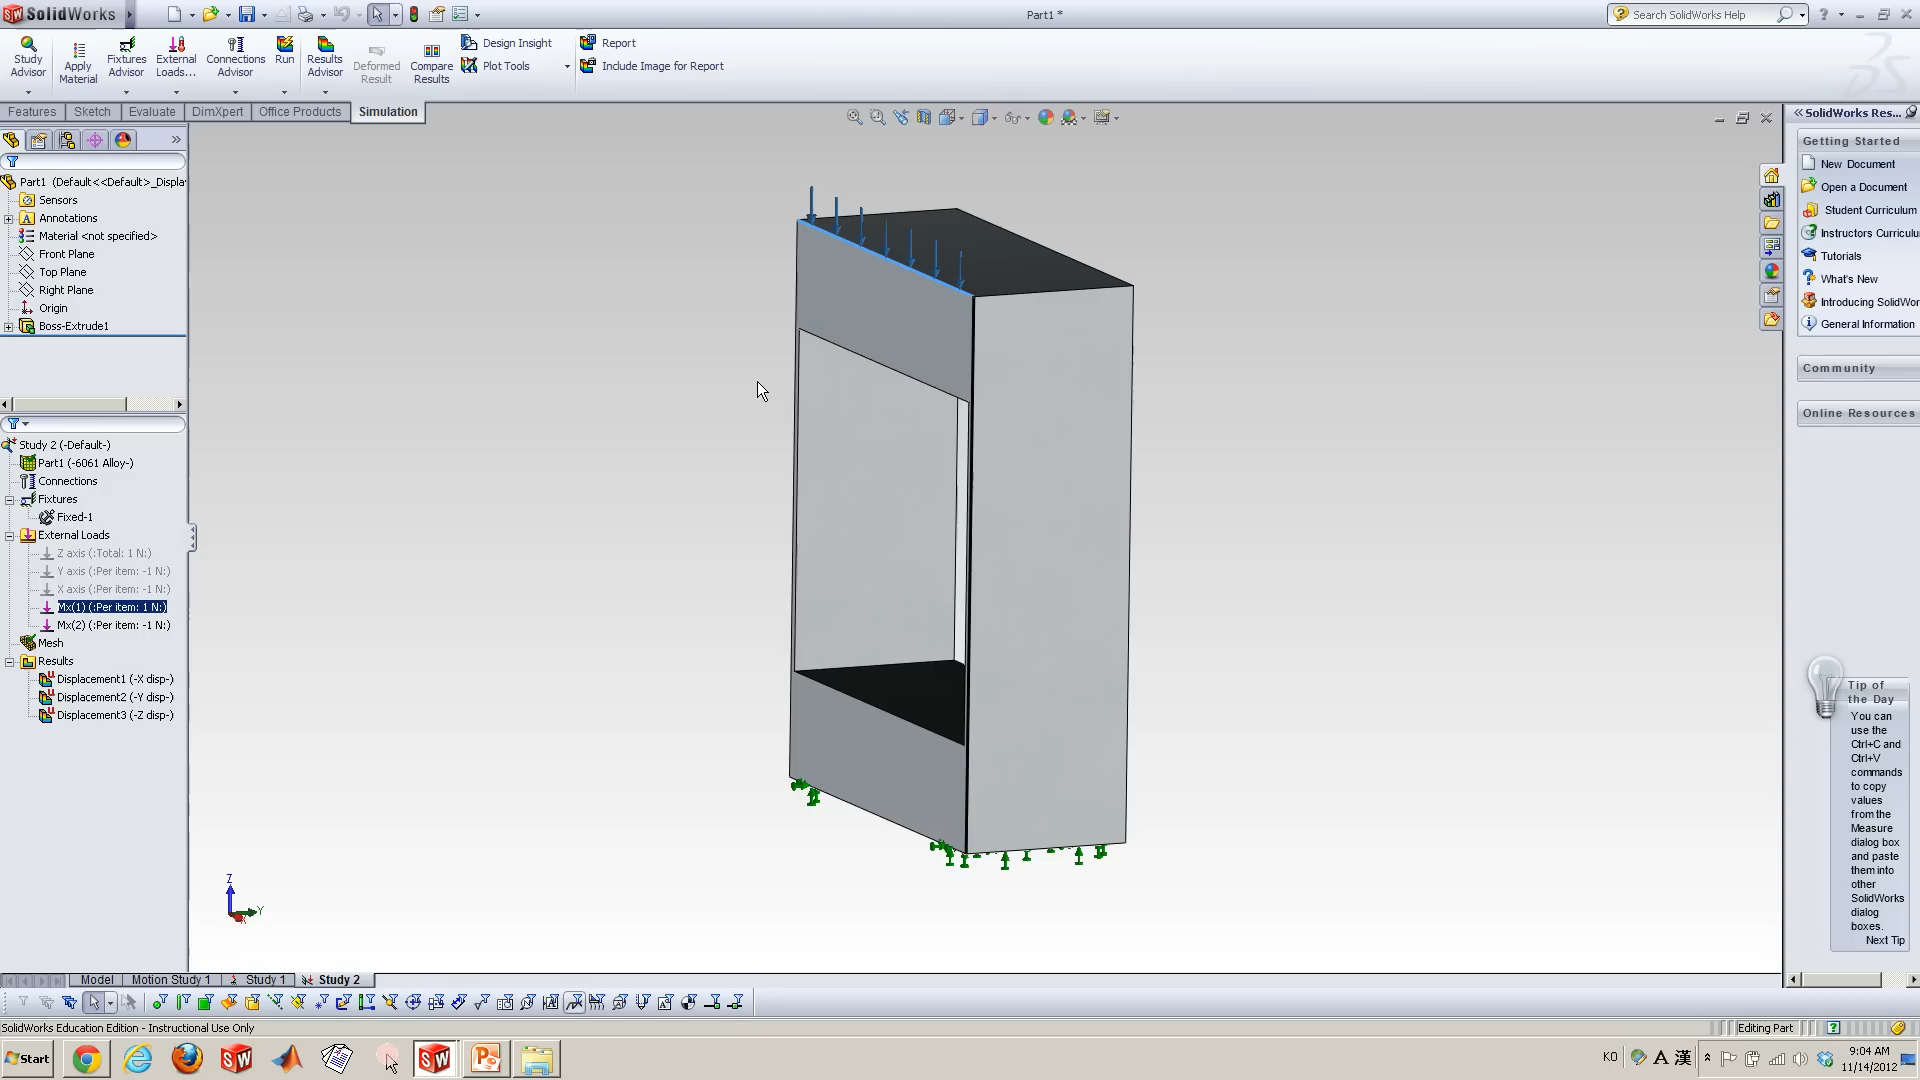 SolidWorks
Part1 *
Search SolidWorks Help
Study
Advisor
Apply
Material
Fixtures
Advisor
External
Loads...
Connections
Advisor
Run
Results
Advisor
Deformed
Result
Compare
Results
Design Insight
Plot Tools
Report
Include Image for Report
Features
Sketch
Evaluate
DimXpert
Office Products
Simulation
Part1 (Default<<Default>_Displa
Sensors
Annotations
Material <not specified>
Front Plane
Top Plane
Right Plane
Origin
Boss-Extrude1
Study 2 (-Default-)
Part1 (-6061 Alloy-)
Connections
Fixtures
Fixed-1
External Loads
Z axis (:Total: 1 N:)
Y axis (:Per item: -1 N:)
X axis (:Per item: -1 N:)
Mx(1) (:Per item: 1 N:)
Mx(2) (:Per item: -1 N:)
Mesh
Results
Displacement1 (-X disp-)
Displacement2 (-Y disp-)
Displacement3 (-Z disp-)
Z
Y
X
SolidWorks Res...
Getting Started
New Document
Open a Document
Student Curriculum
Instructors Curriculu
Tutorials
What's New
Introducing SolidWor
General Information
Community
Online Resources
Tip of
the Day
You can
use the
Ctrl+C and
Ctrl+V
commands
to copy
values
from the
Measure
dialog box
and paste
them into
other
SolidWorks
dialog
boxes.
Next Tip
Model
Motion Study 1
Study 1
Study 2
SolidWorks Education Edition - Instructional Use Only
Editing Part
Start
KO
A 漢
9:04 AM
11/14/2012